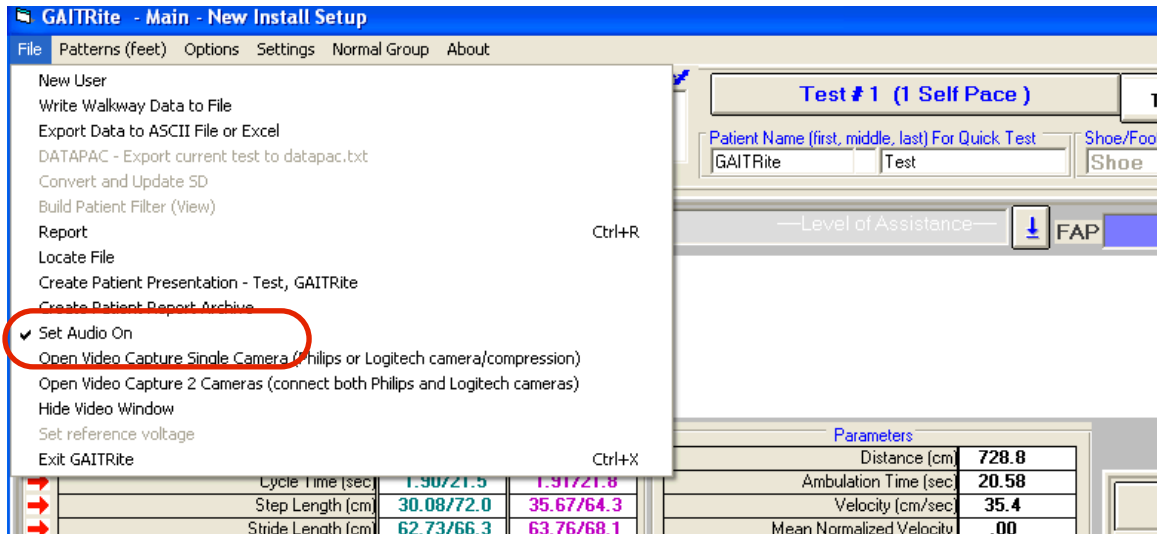 GAITRite - Main - New Install Setup
File Patterns (feet) Options Settings Normal Group About
New User
Write Walkway Data to File
Export Data to ASCII File or Excel
DATAPAC - Export current test to datapac.txt
Convert and Update SD
Build Patient Filter (View)
Report Ctrl+R
Locate File
Create Patient Presentation - Test, GAITRite
Create Patient Report Archive
Set Audio On
Open Video Capture Single Camera (Philips or Logitech camera/compression)
Open Video Capture 2 Cameras (connect both Philips and Logitech cameras)
Hide Video Window
Set reference voltage
Exit GAITRite Ctrl+X
Test # 1 (1 Self Pace )
Patient Name (first, middle, last) For Quick Test
GAITRite Test
Shoe/Foo
Shoe
—Level of Assistance—
FAP
Cycle Time (sec) 1.90/21.5 1.91/21.8
Step Length (cm) 30.08/72.0 35.67/64.3
Stride Length (cm) 62.73/66.3 63.76/68.1
Parameters
Distance (cm) 728.8
Ambulation Time (sec) 20.58
Velocity (cm/sec) 35.4
Mean Normalized Velocity .00